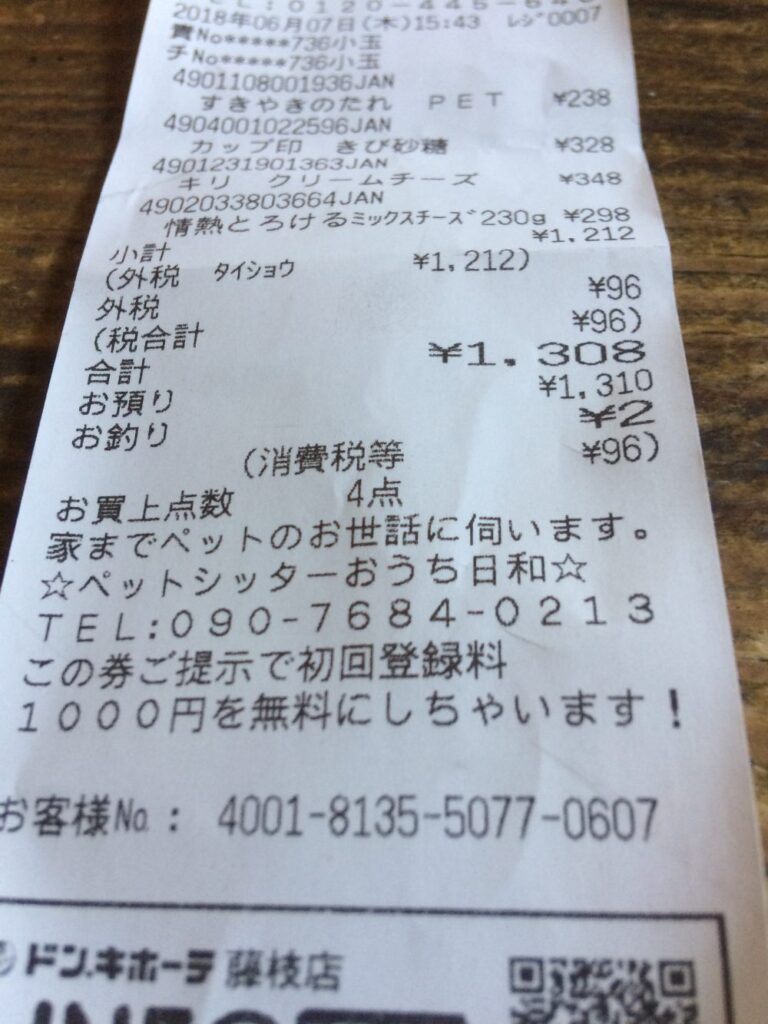 TEL:0120-445-
2018年06月07日(木)15:43 レジ0007
責No*****736小玉
チNo*****736小玉
4901108001936JAN
すきやきのたれ PET ¥238
4904001022596JAN
カップ印 きび砂糖 ¥328
4901231901363JAN
キリ クリームチーズ ¥348
4902033803664JAN
情熱とろけるミックスチーズ230g ¥298
小計 ¥1,212
(外税 タイショウ ¥1,212)
外税 ¥96
(税合計 ¥96)
合計 ¥1,308
お預り ¥1,310
お釣り ¥2
(消費税等 ¥96)
お買上点数 4点
家までペットのお世話に伺います。
☆ペットシッターおうち日和☆
TEL:090-7684-0213
この券ご提示で初回登録料
1000円を無料にしちゃいます!
お客様No.: 4001-8135-5077-0607
ドン.キホーテ 藤枝店